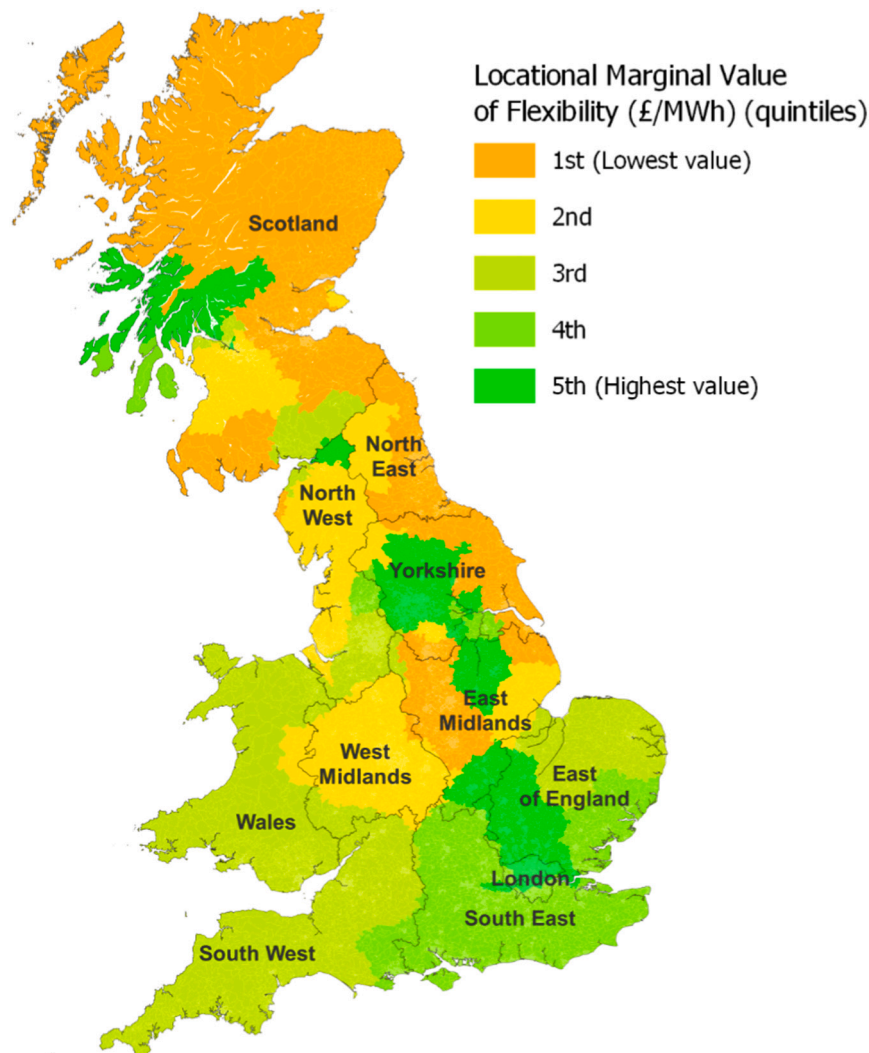 Locational Marginal Value
of Flexibility (£/MWh) (quintiles)
1st (Lowest value)
2nd
3rd
4th
5th (Highest value)
Scotland
North
East
North
West
Yorkshire
East
Midlands
West
Midlands
East
of England
Wales
London
South East
South West